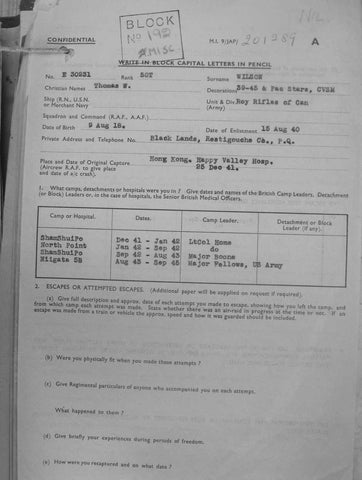 BLOCK
No 192
MISC
CONFIDENTIAL
M.I. 9/JAP/ 201289 A
WRITE IN BLOCK CAPITAL LETTERS IN PENCIL
No. E 30231 Rank SGT Surname WILSON
Christian Names Thomas W. Decorations 39-45 & Pac Stars, CVSM
Ship (R.N., U.S.N. or Merchant Navy Unit & Div. Roy Rifles of Can (Army)
Squadron and Command (R.A.F., A.A.F.)
Date of Birth 9 Aug 18. Date of Enlistment 15 Aug 40
Private Address and Telephone No. Black Lands, Restigouche Co., P.Q.
Place and Date of Original Capture Hong Kong. Happy Valley Hosp.
(Aircrew R.A.F. to give place 25 Dec 41.
and date of a/c crash).
1. What camps, detachments or hospitals were you in? Give dates and names of the British Camp Leaders, Detachment
(or Block) Leaders or, in the case of hospitals, the Senior British Medical Officers.
Camp or Hospital. Dates. Camp Leader. Detachment or Block Leader (if any).
ShamShuiPo Dec 41 - Jan 42 LtCol Home
North Point Jan 42 - Sep 42 do
ShamShuiPo Sep 42 - Aug 43 Major Boone
Niigate 5B Aug 43 - Sep 45 Major Fellows, US Army
2. ESCAPES OR ATTEMPTED ESCAPES. (Additional paper will be supplied on request if required).
(a) Give full description and approx. date of each attempt you made to escape, showing how you left the camp, and
from which camp each attempt was made. State whether there was an air-raid in progress at the time or not. If an
escape was made from a train or vehicle the approx. speed and how it was guarded should be included.
(b) Were you physically fit when you made these attempts?
(c) Give Regimental particulars of anyone who accompanied you on each attempt.
What happened to them?
(d) Give briefly your experiences during periods of freedom.
(e) How were you recaptured and on what date?